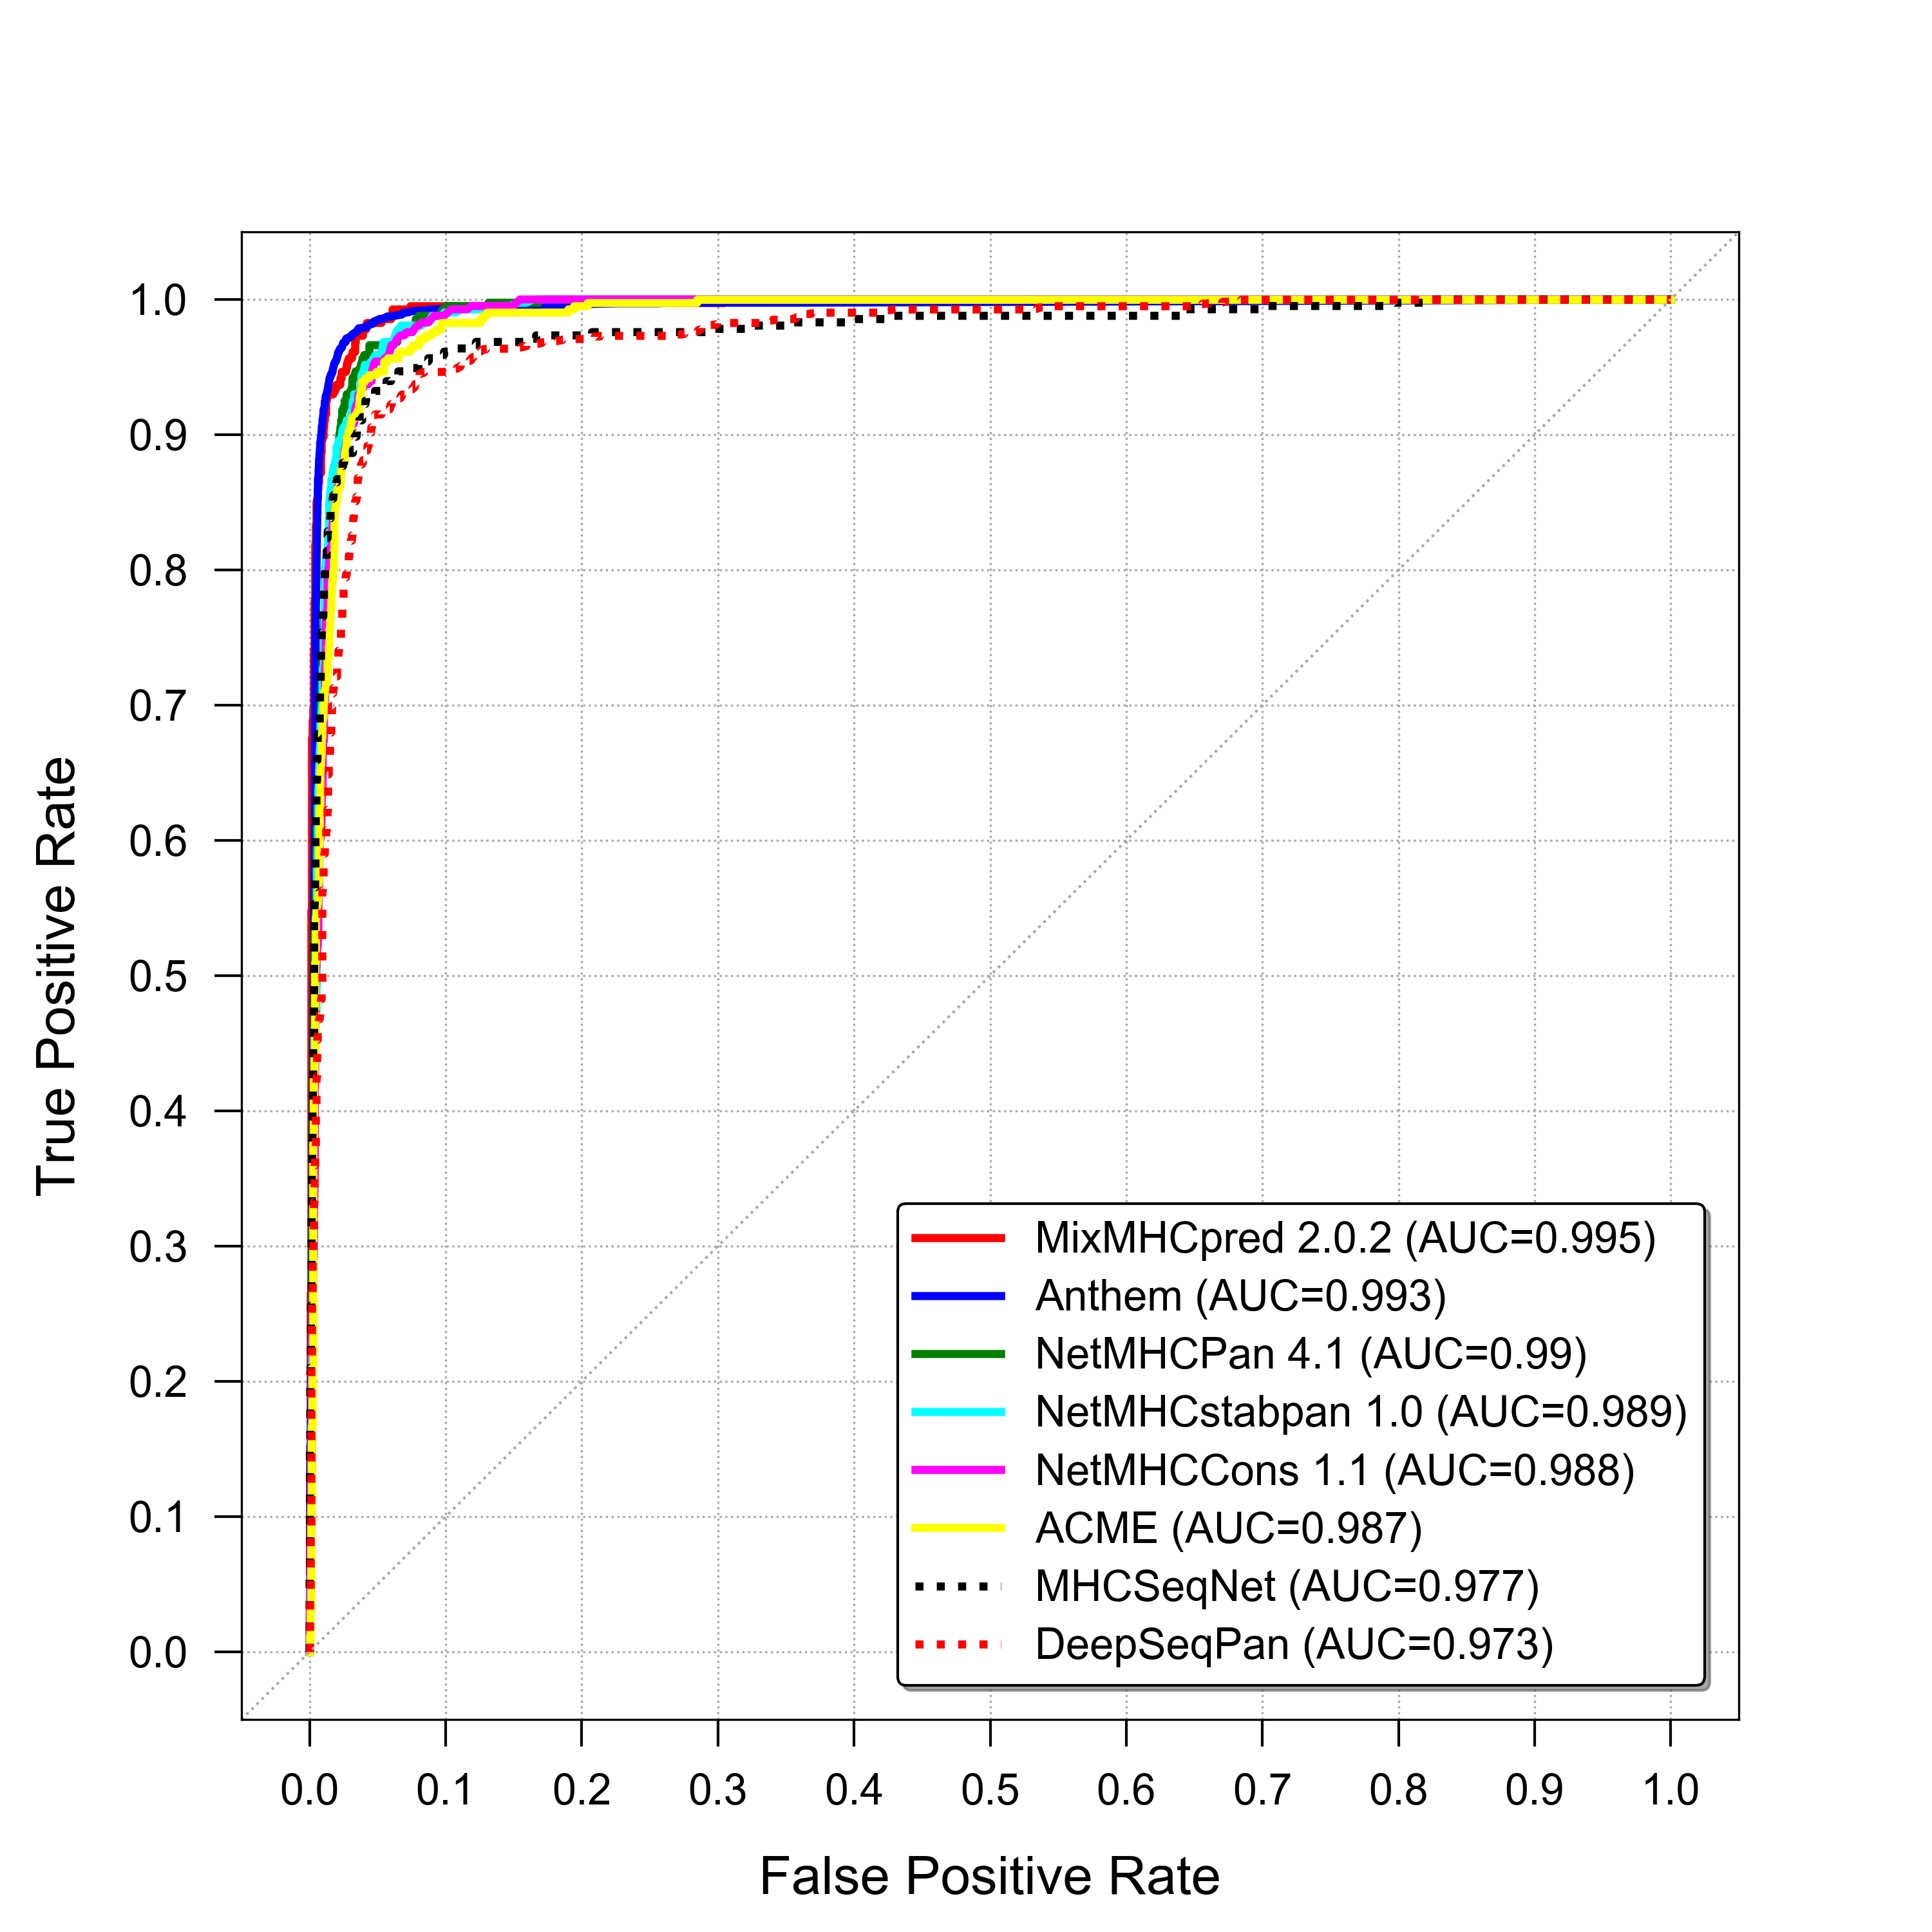 True Positive Rate
1.0
0.9
0.8
0.7
0.6
0.5
0.4
0.3
0.2
0.1
0.0
MixMHCpred 2.0.2 (AUC=0.995)
Anthem (AUC=0.993)
NetMHCPan 4.1 (AUC=0.99)
NetMHCstabpan 1.0 (AUC=0.989)
NetMHCCons 1.1 (AUC=0.988)
ACME (AUC=0.987)
MHCSeqNet (AUC=0.977)
DeepSeqPan (AUC=0.973)
0.0 0.1 0.2 0.3 0.4 0.5 0.6 0.7 0.8 0.9 1.0
False Positive Rate